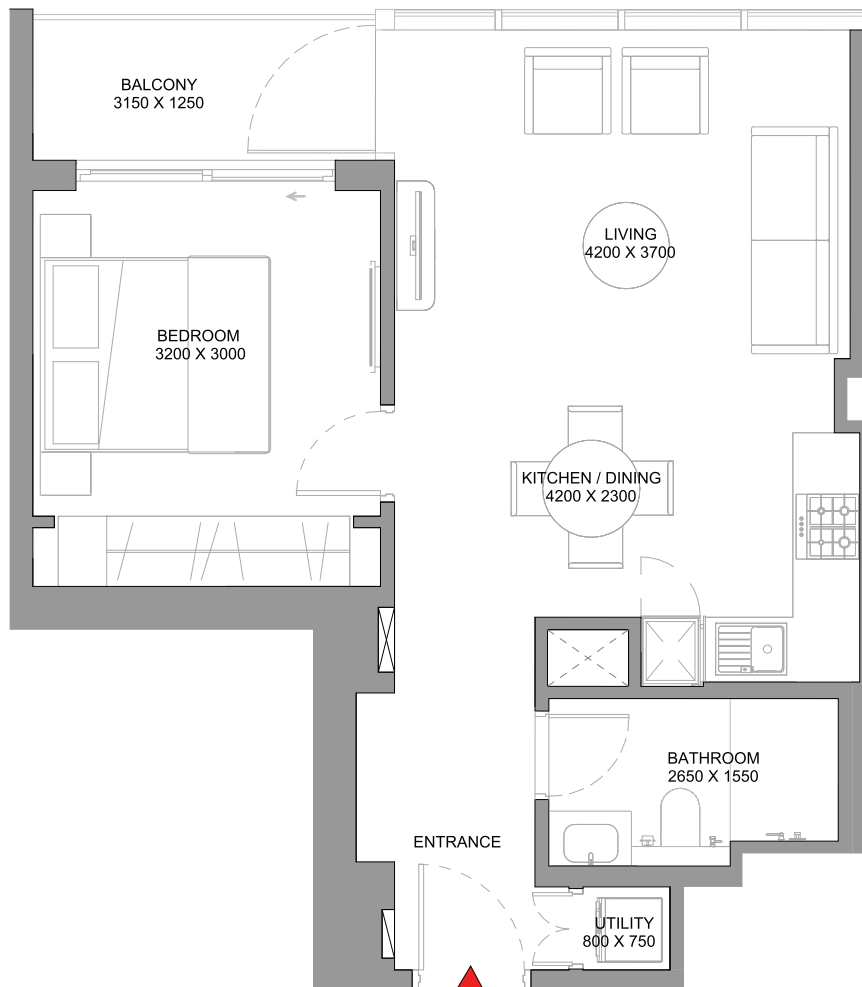 BALCONY
3150 X 1250
LIVING
4200 X 3700
BEDROOM
3200 X 3000
KITCHEN / DINING
4200 X 2300
BATHROOM
2650 X 1550
ENTRANCE
UTILITY
800 X 750